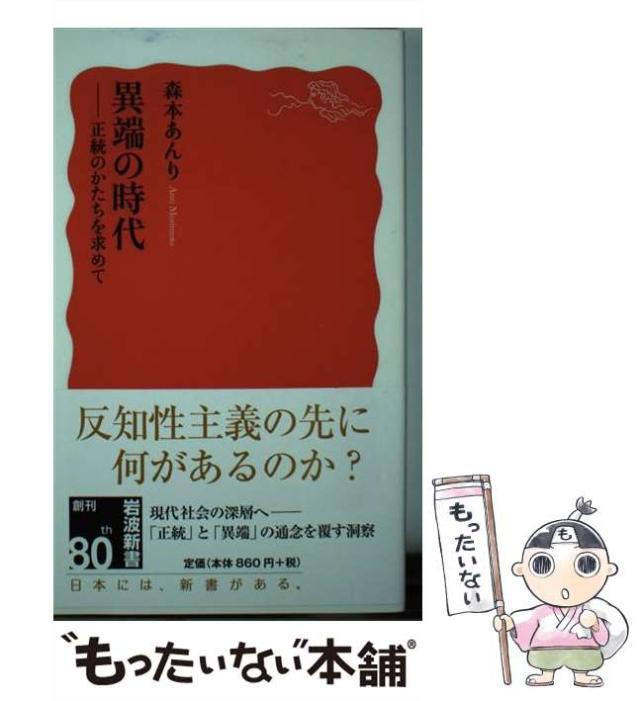 森本あんり
Anri Morimoto
異端の時代
――正統のかたちを求めて
反知性主義の先に
何があるのか?
創刊
80th
岩波新書
現代社会の深層へ――
「正統」と「異端」の通念を覆す洞察
定価(本体860円+税)
日本には、新書がある。
“もったいない”本舗®
もったいない